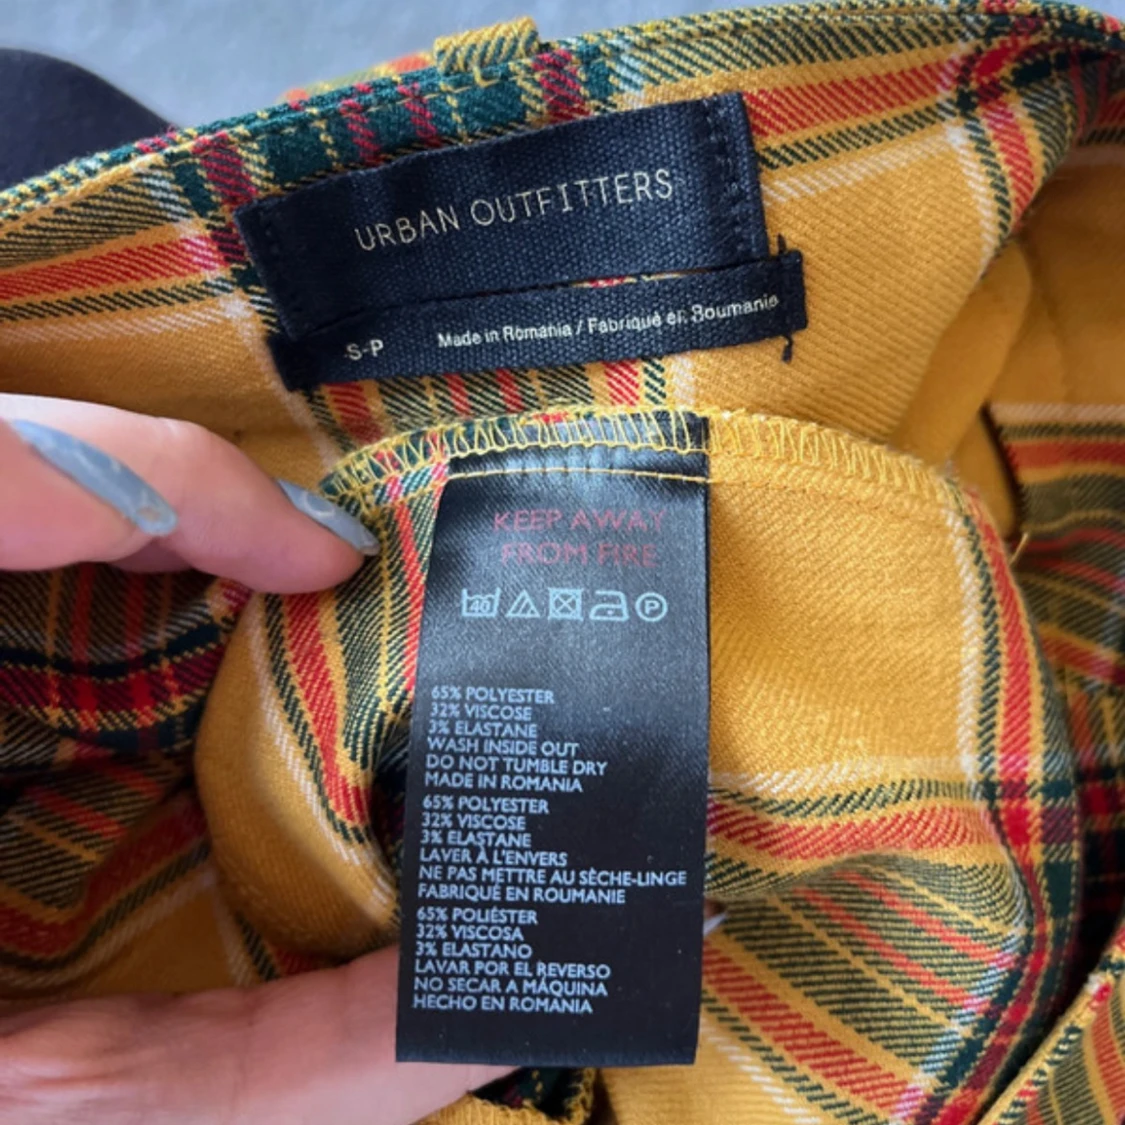 URBAN OUTFITTERS
S-P Made in Romania / Fabriqué en Roumanie
KEEP AWAY
FROM FIRE
40 P
65% POLYESTER
32% VISCOSE
3% ELASTANE
WASH INSIDE OUT
DO NOT TUMBLE DRY
MADE IN ROMANIA
65% POLYESTER
32% VISCOSE
3% ELASTANE
LAVER À L'ENVERS
NE PAS METTRE AU SÈCHE-LINGE
FABRIQUÉ EN ROUMANIE
65% POLIÉSTER
32% VISCOSA
3% ELASTANO
LAVAR POR EL REVERSO
NO SECAR A MÁQUINA
HECHO EN ROMANIA